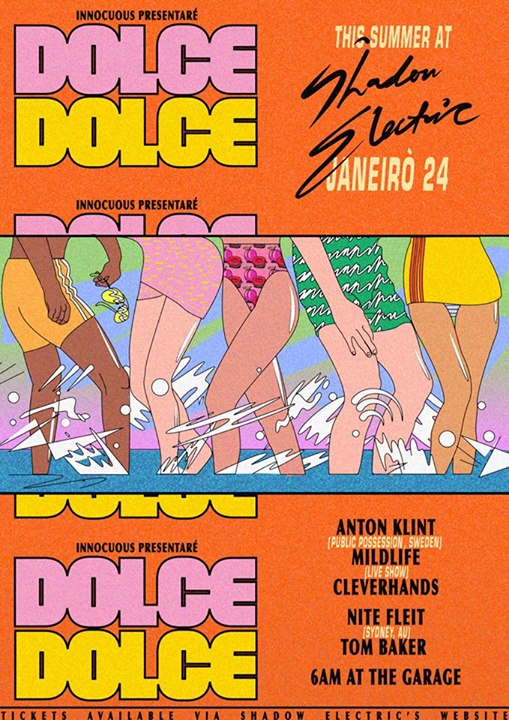 INNOCUOUS PRESENTARÉ
DOLCE
DOLCE
THIS SUMMER AT
Shadow
Electric
JANEIRÒ 24
INNOCUOUS PRESENTARÉ
DOLCE
DOLCE
INNOCUOUS PRESENTARÉ
DOLCE
DOLCE
ANTON KLINT
(PUBLIC POSSESSION, SWEDEN)
MILDLIFE
(LIVE SHOW)
CLEVERHANDS
NITE FLEIT
(SYDNEY, AU)
TOM BAKER
6AM AT THE GARAGE
TICKETS AVAILABLE VIA SHADOW ELECTRIC'S WEBSITE